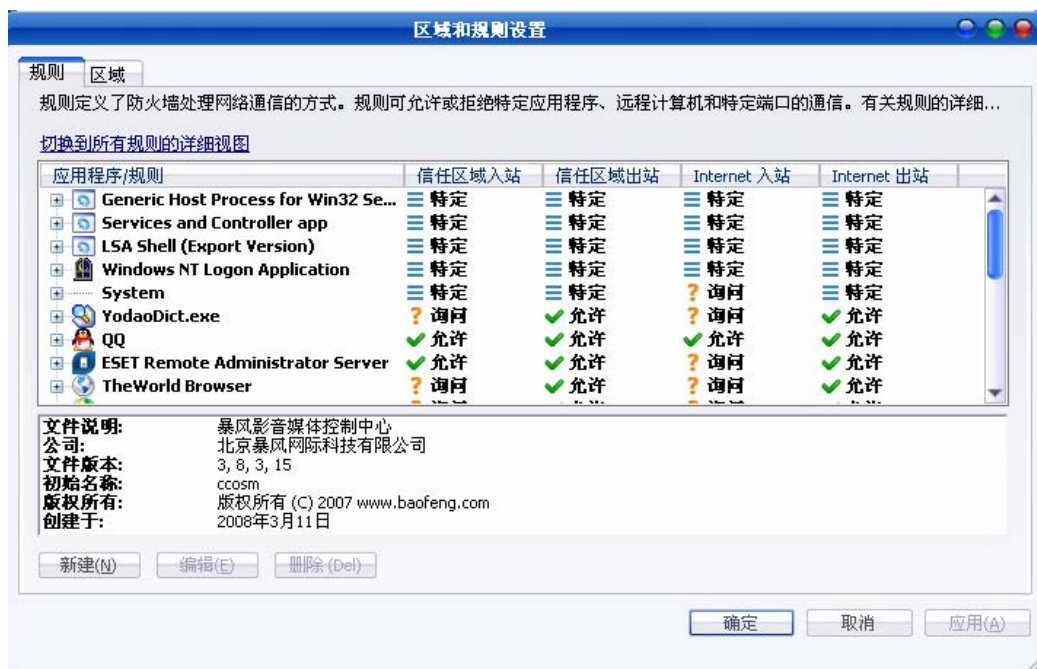 区域和规则设置
规则 区域
规则定义了防火墙处理网络通信的方式。规则可允许或拒绝特定应用程序、远程计算机和特定端口的通信。有关规则的详细...
切换到所有规则的详细视图
应用程序/规则 信任区域入站 信任区域出站 Internet 入站 Internet 出站
Generic Host Process for Win32 Se... 特定 特定 特定 特定
Services and Controller app 特定 特定 特定 特定
LSA Shell (Export Version) 特定 特定 特定 特定
Windows NT Logon Application 特定 特定 特定 特定
System 特定 特定 询问 特定
YodaoDict.exe 询问 允许 询问 允许
QQ 允许 允许 允许 允许
ESET Remote Administrator Server 允许 允许 询问 允许
TheWorld Browser 询问 允许 询问 允许
文件说明: 暴风影音媒体控制中心
公司: 北京暴风网际科技有限公司
文件版本: 3, 8, 3, 15
初始名称: ccosm
版权所有: 版权所有 (C) 2007 www.baofeng.com
创建于: 2008年3月11日
新建(N) 编辑(E) 删除 (Del)
确定 取消 应用(A)